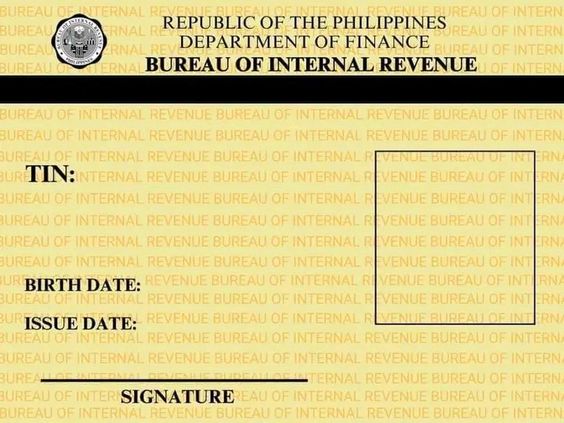 REPUBLIC OF THE PHILIPPINES
DEPARTMENT OF FINANCE
BUREAU OF INTERNAL REVENUE
TIN:
BIRTH DATE:
ISSUE DATE:
SIGNATURE